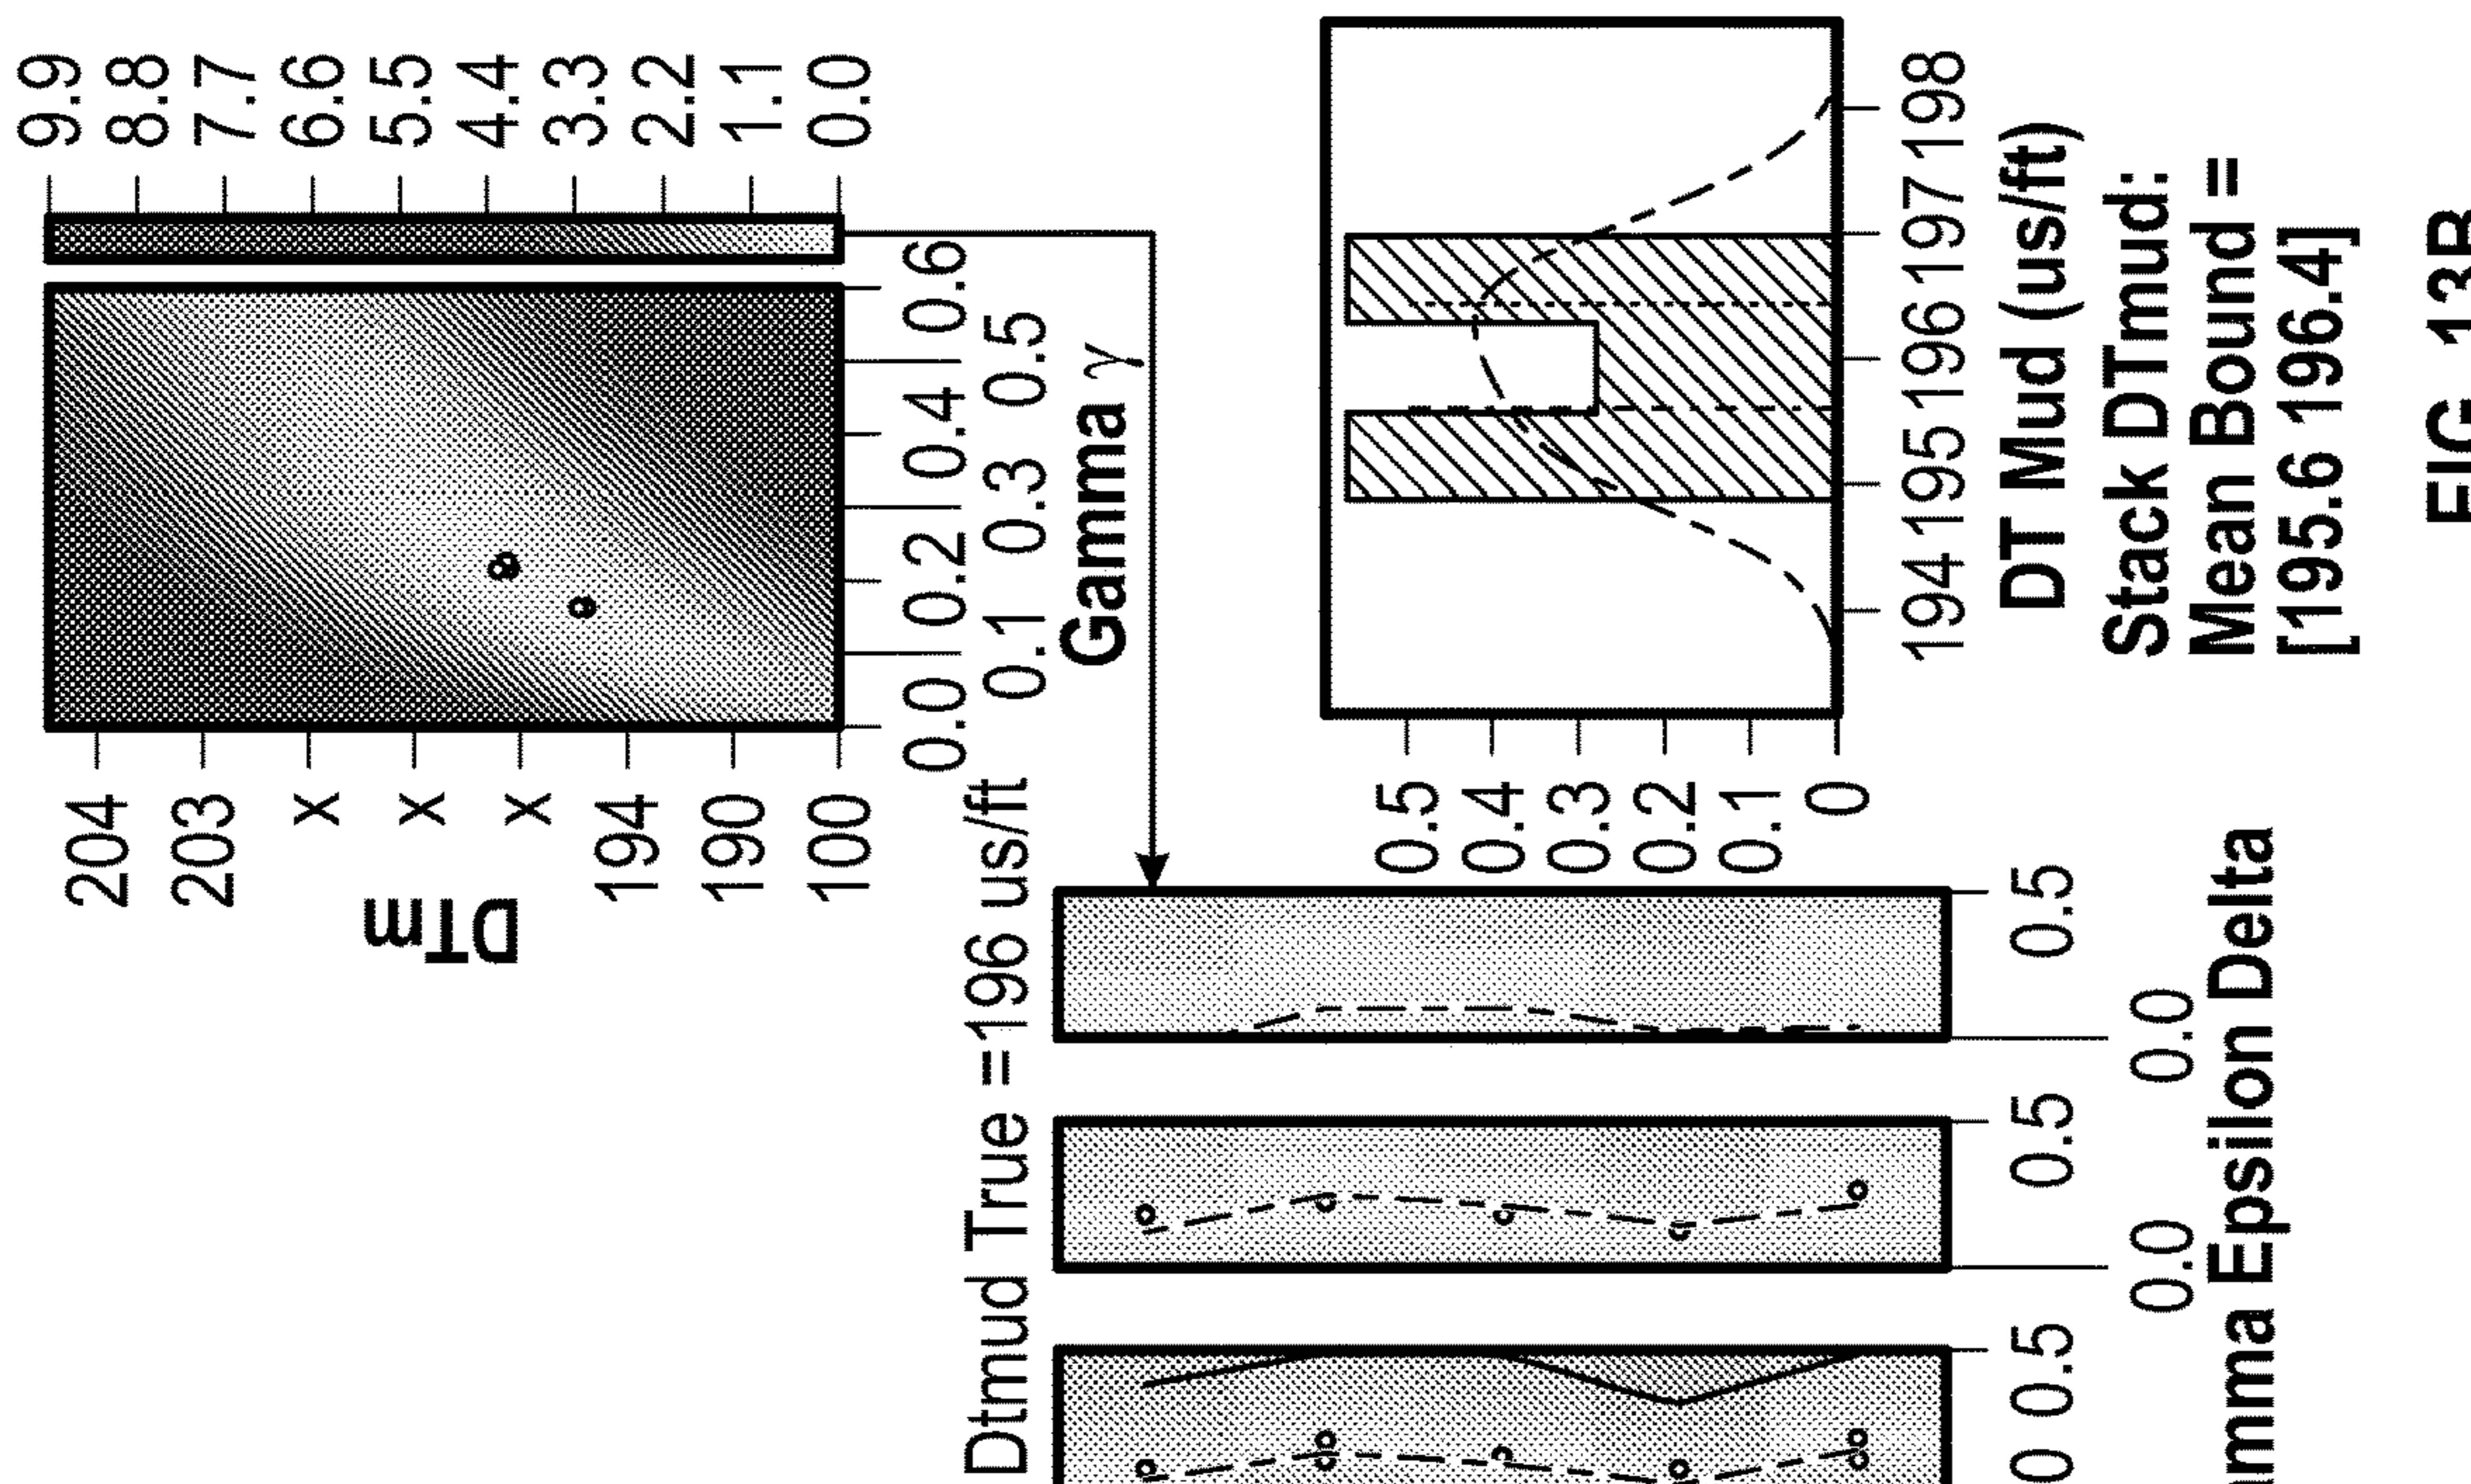 204
203
X
X
X
194
190
100
DTm
9.9
8.8
7.7
6.6
5.5
4.4
3.3
2.2
1.1
0.0
0.0 0.2 0.4 0.6
0.1 0.3 0.5
Gamma γ
Dtmud True =196 us/ft
0 0.5 0.5 0.5
0.0 0.0
mma Epsilon Delta
0.5
0.4
0.3
0.2
0.1
0
194 195 196 197 198
DT Mud (us/ft)
Stack DTmud:
Mean Bound =
[195.6 196.4]
FIG. 13B